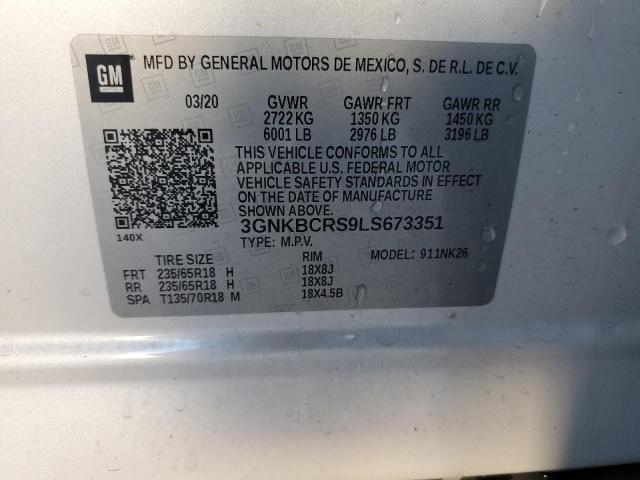 GM
MFD BY GENERAL MOTORS DE MEXICO, S. DE R.L. DE C.V.
03/20 GVWR GAWR FRT GAWR RR
2722 KG 1350 KG 1450 KG
6001 LB 2976 LB 3196 LB
THIS VEHICLE CONFORMS TO ALL
APPLICABLE U.S. FEDERAL MOTOR
VEHICLE SAFETY STANDARDS IN EFFECT
ON THE DATE OF MANUFACTURE
SHOWN ABOVE.
3GNKBCRS9LS673351
140X
TYPE: M.P.V. MODEL: 911NK26
TIRE SIZE RIM
FRT 235/65R18 H 18X8J
RR 235/65R18 H 18X8J
SPA T135/70R18 M 18X4.5B